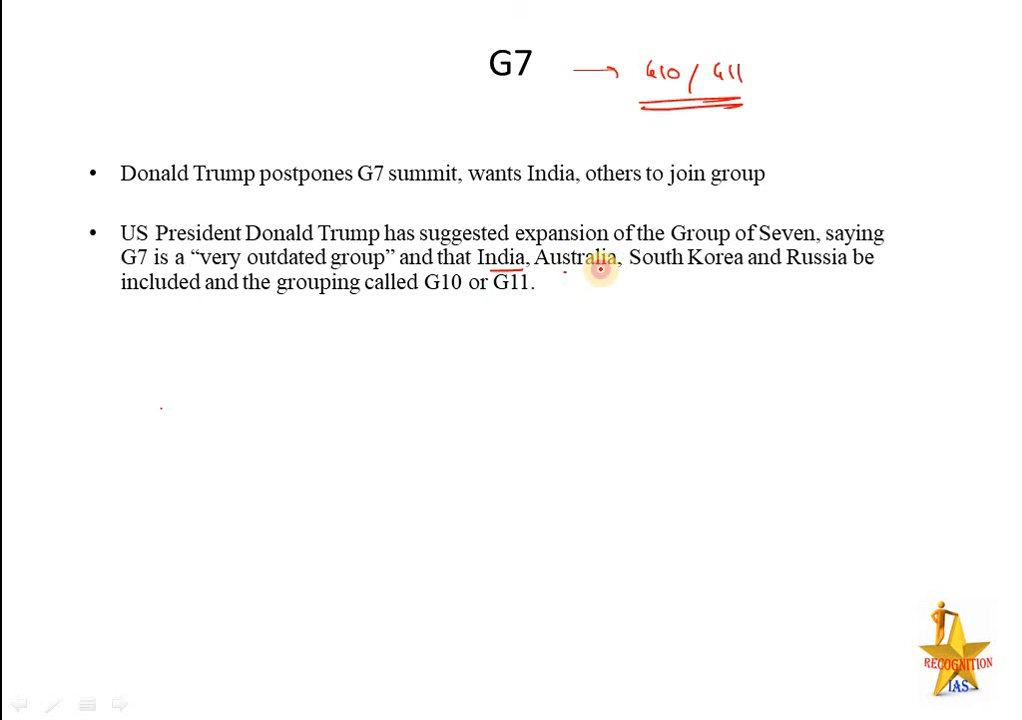 G7 → G10 / G11
• Donald Trump postpones G7 summit, wants India, others to join group
• US President Donald Trump has suggested expansion of the Group of Seven, saying
G7 is a “very outdated group” and that India, Australia, South Korea and Russia be
included and the grouping called G10 or G11.
RECOGNITION
IAS